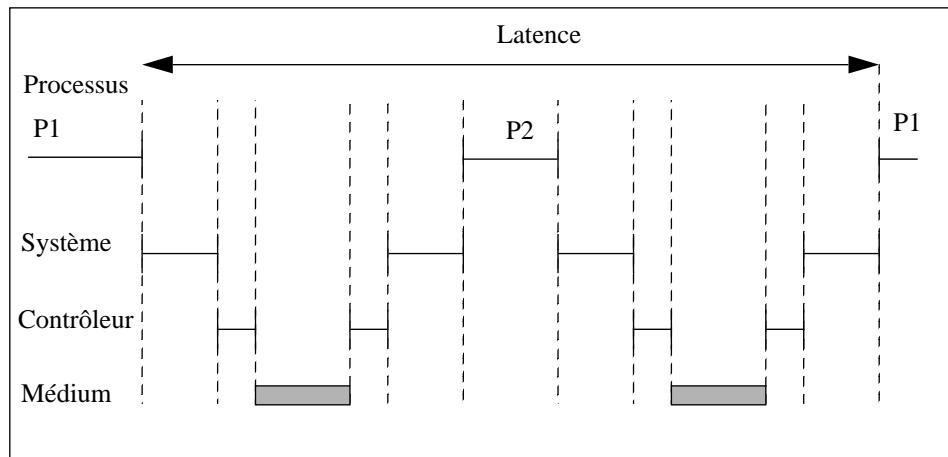 Latence
Processus
P1 P2 P1
Système
Contrôleur
Médium